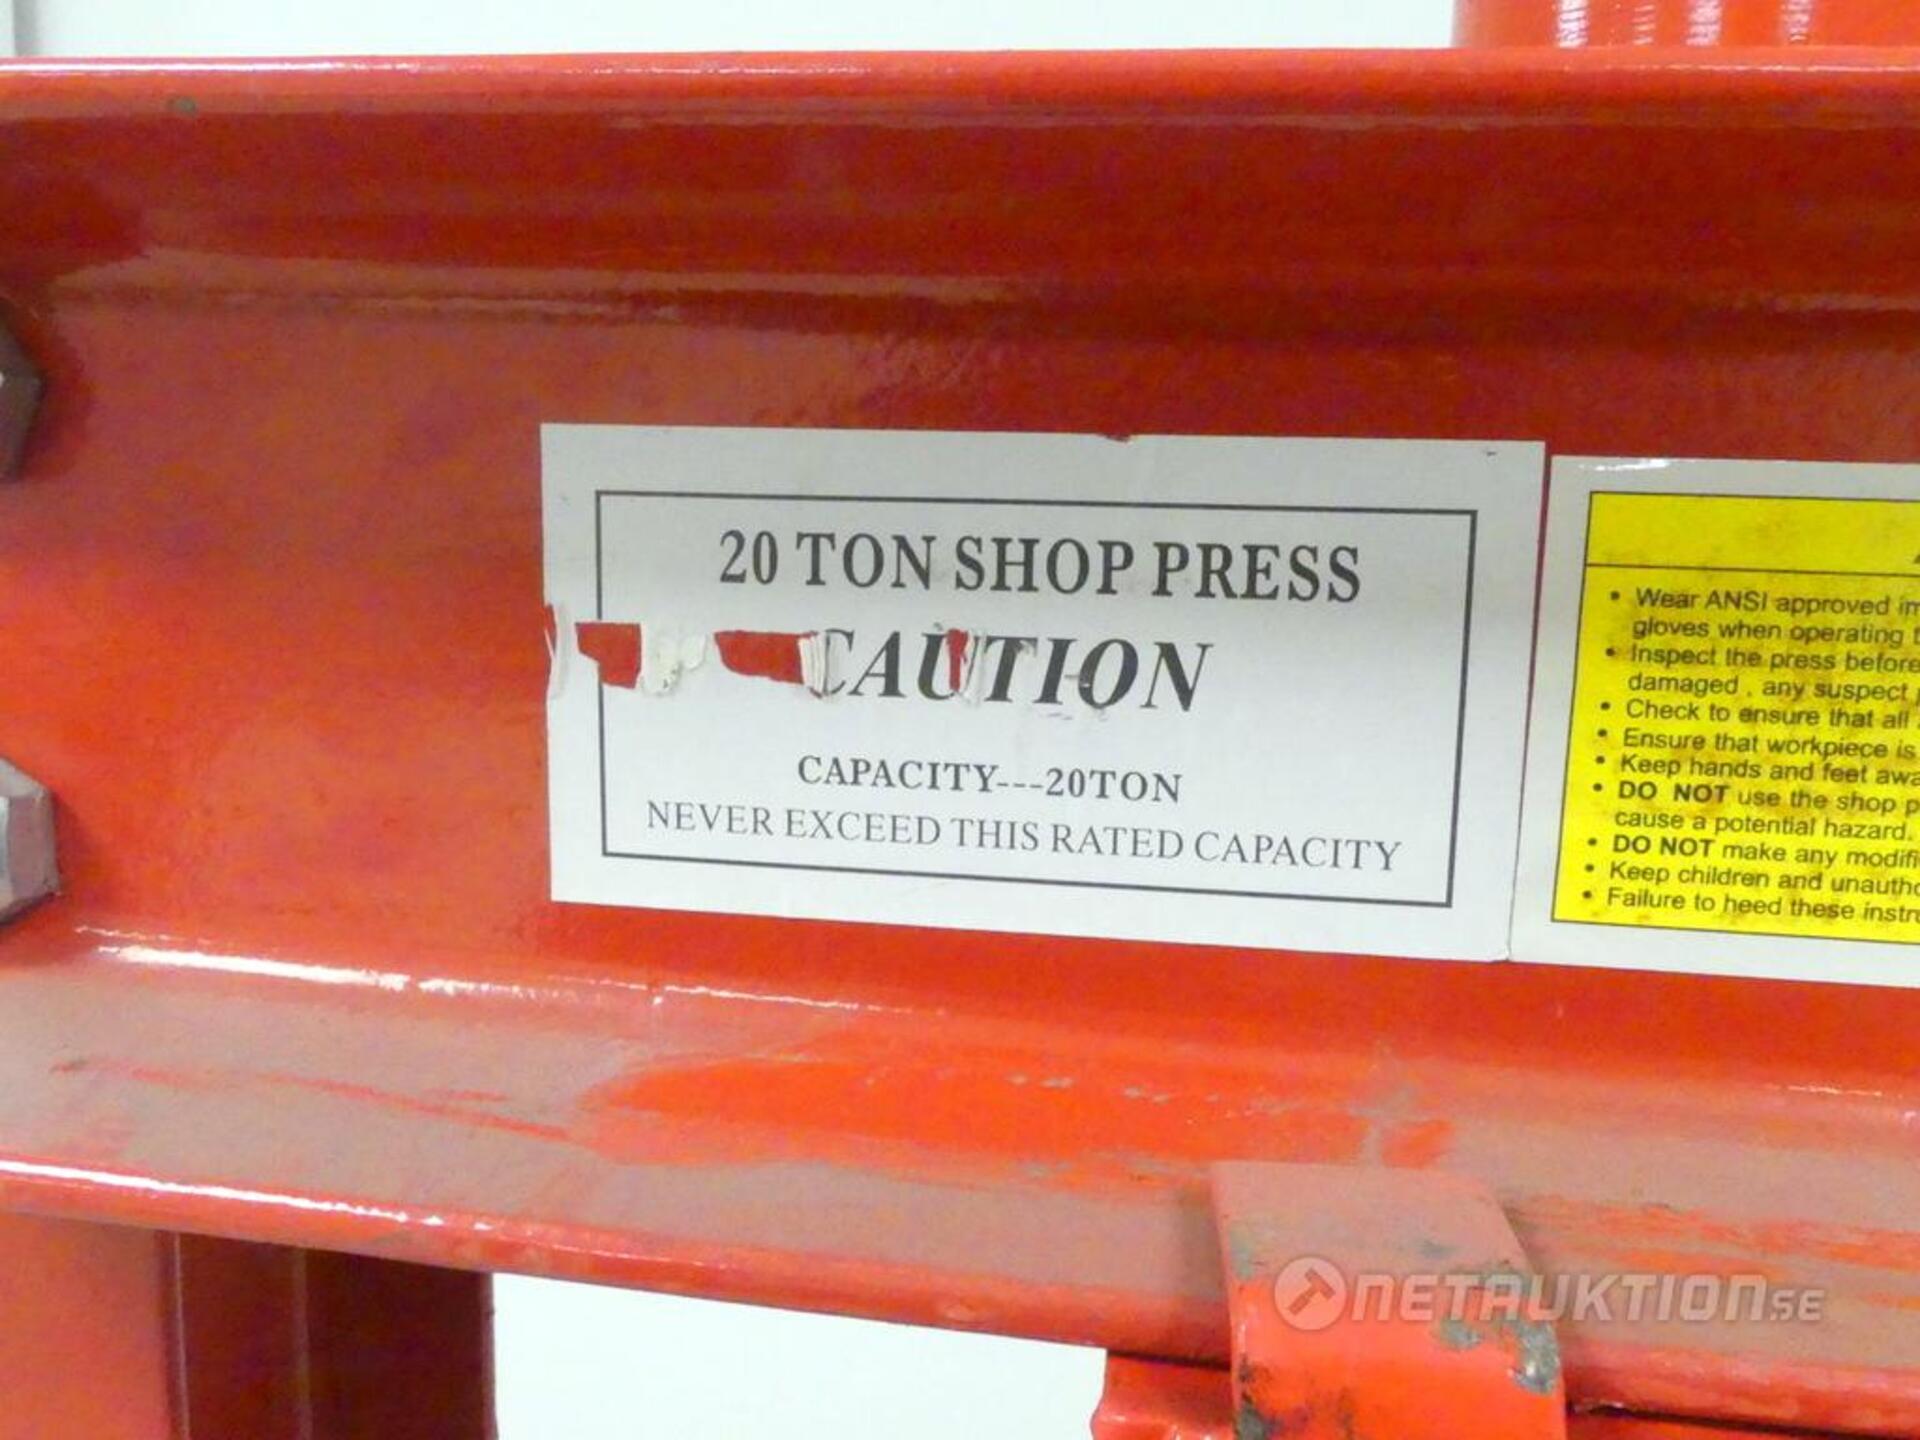 20 TON SHOP PRESS
CAUTION
CAPACITY---20TON
NEVER EXCEED THIS RATED CAPACITY
• Wear ANSI approved
gloves when operating
• Inspect the press before
damaged , any suspect
• Check to ensure that all
• Ensure that workpiece is
• Keep hands and feet
• DO NOT use the shop
cause a potential hazard.
• DO NOT make any
• Keep children and
• Failure to heed these
NETAUKTION.SE